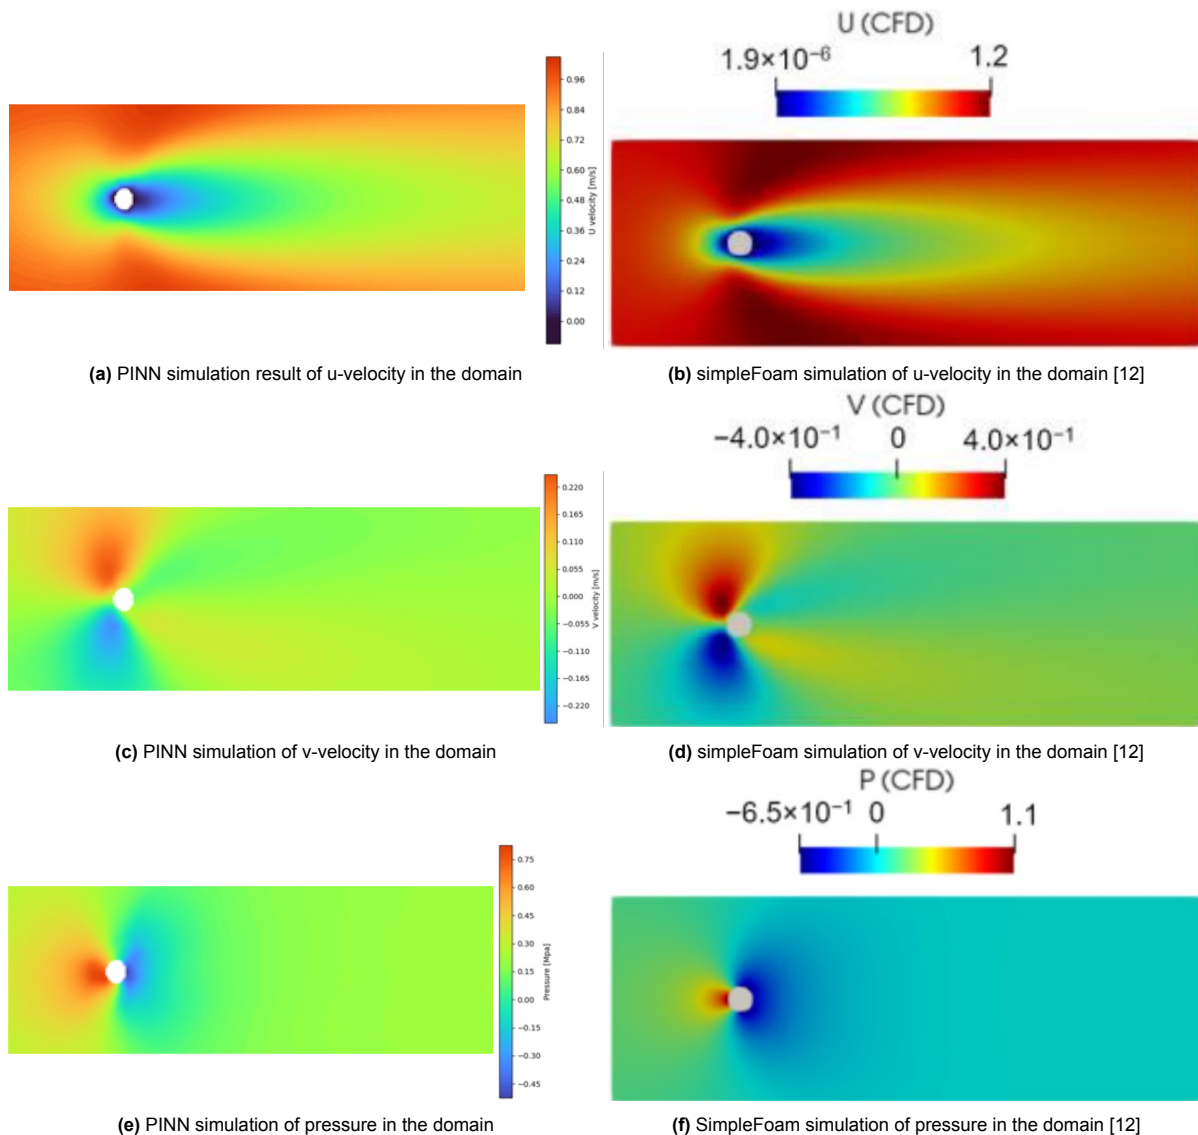 U (CFD)
1.9×10⁻⁶ 1.2
0.96
0.84
0.72
0.60
0.48
0.36
0.24
0.12
0.00
U velocity [m/s]
(a) PINN simulation result of u-velocity in the domain
(b) simpleFoam simulation of u-velocity in the domain [12]
V (CFD)
−4.0×10⁻¹ 0 4.0×10⁻¹
0.220
0.165
0.110
0.055
0.000
−0.055
−0.110
−0.165
−0.220
V velocity [m/s]
(c) PINN simulation of v-velocity in the domain
(d) simpleFoam simulation of v-velocity in the domain [12]
P (CFD)
−6.5×10⁻¹ 0 1.1
0.75
0.60
0.45
0.30
0.15
0.00
−0.15
−0.30
−0.45
Pressure [Mpa]
(e) PINN simulation of pressure in the domain
(f) SimpleFoam simulation of pressure in the domain [12]